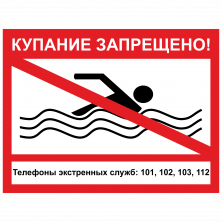 КУПАНИЕ ЗАПРЕЩЕНО!
Телефоны экстренных служб: 101, 102, 103, 112